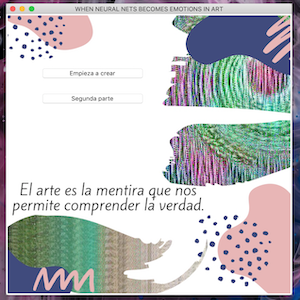 WHEN NEURAL NETS BECOMES EMOTIONS IN ART
Empieza a crear
Segunda parte
El arte es la mentira que nos
permite comprender la verdad.